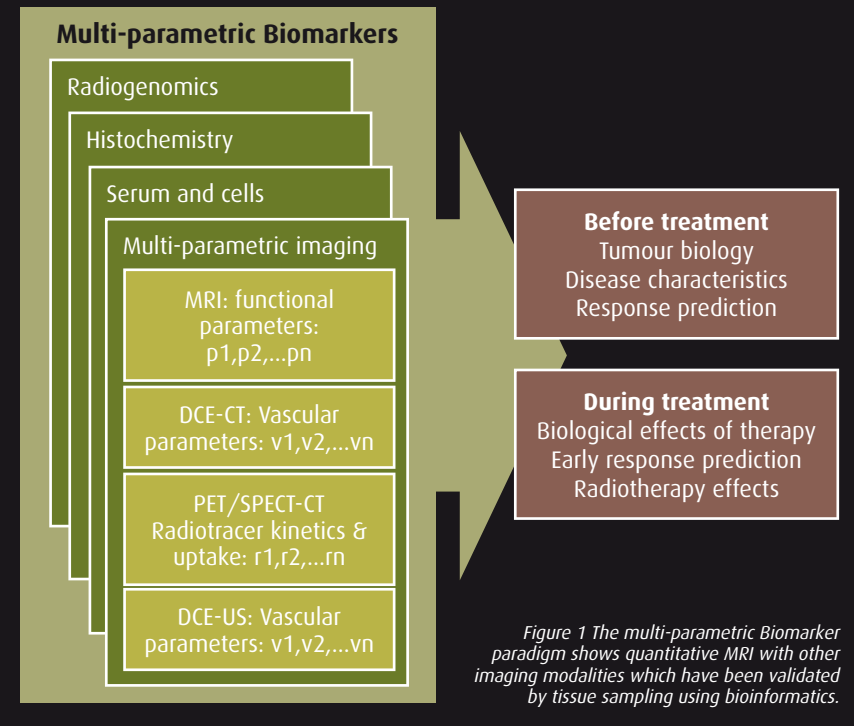 Multi-parametric Biomarkers
Radiogenomics
Histochemistry
Serum and cells
Multi-parametric imaging
MRI: functional
parameters:
p1,p2,...pn
DCE-CT: Vascular
parameters: v1,v2,...vn
PET/SPECT-CT
Radiotracer kinetics &
uptake: r1,r2,...rn
DCE-US: Vascular
parameters: v1,v2,...vn
Before treatment
Tumour biology
Disease characteristics
Response prediction
During treatment
Biological effects of therapy
Early response prediction
Radiotherapy effects
Figure 1 The multi-parametric Biomarker
paradigm shows quantitative MRI with other
imaging modalities which have been validated
by tissue sampling using bioinformatics.